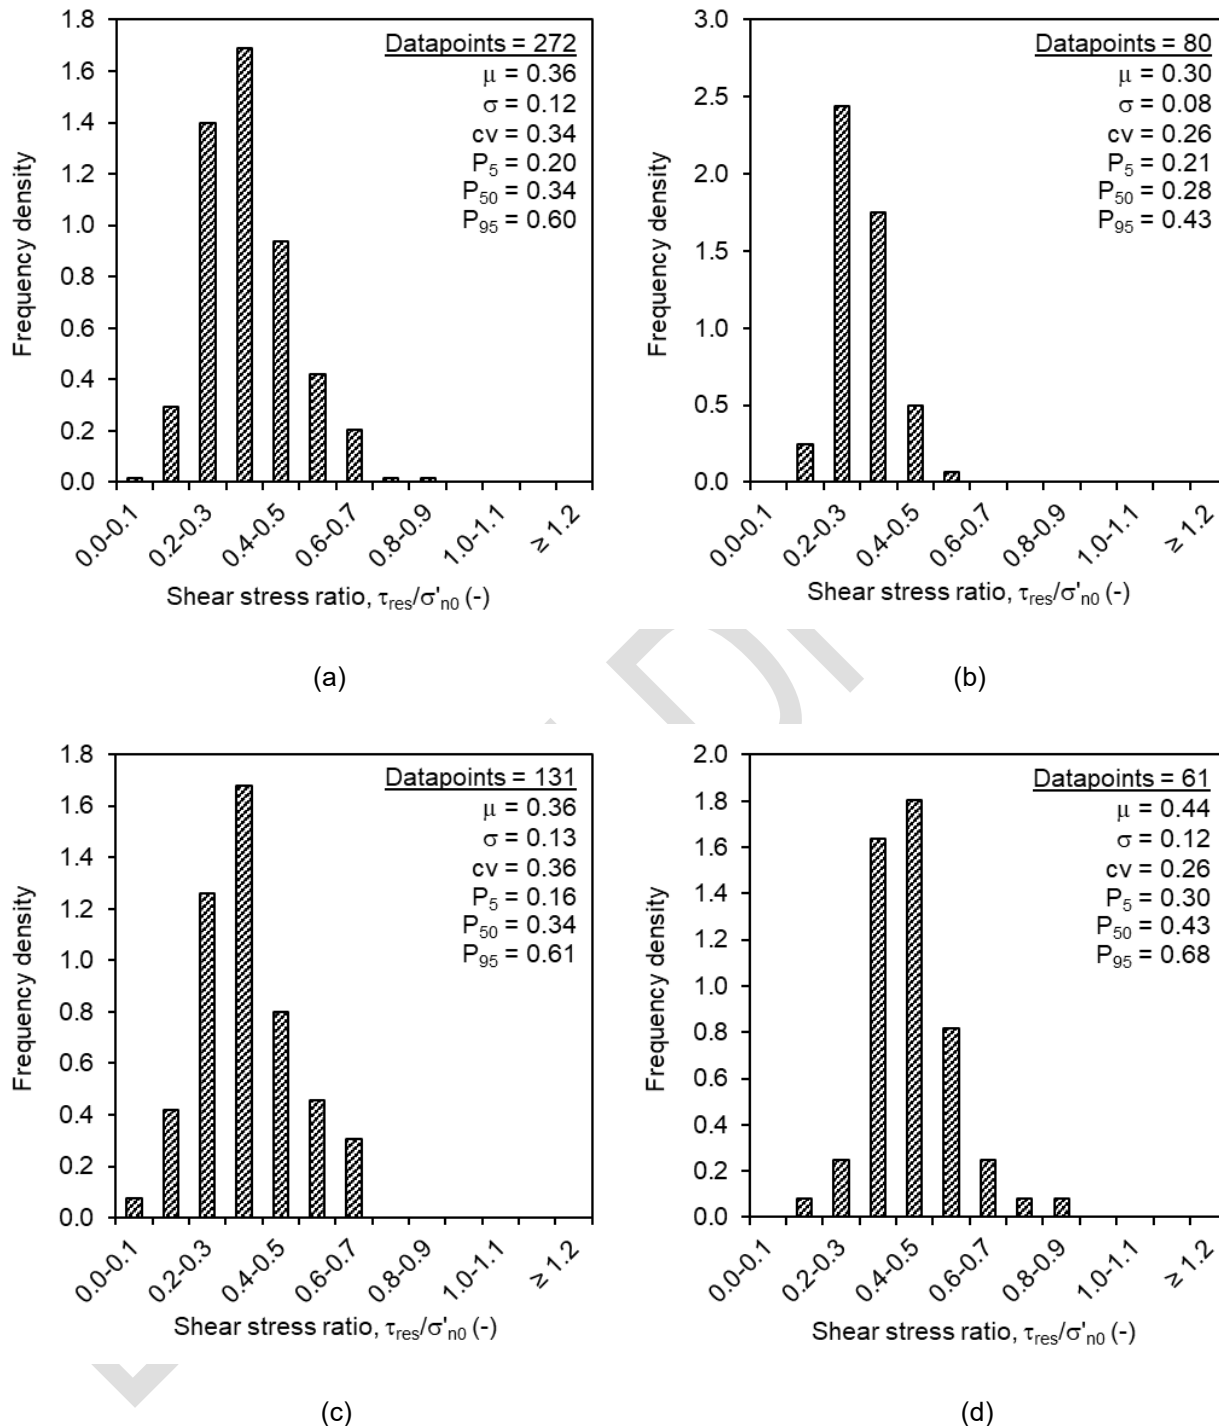 1.8
1.6
1.4
1.2
1.0
0.8
0.6
0.4
0.2
0.0
Frequency density
Datapoints = 272
μ = 0.36
σ = 0.12
cv = 0.34
P5 = 0.20
P50 = 0.34
P95 = 0.60
0.0-0.1
0.2-0.3
0.4-0.5
0.6-0.7
0.8-0.9
1.0-1.1
≥ 1.2
Shear stress ratio, τres/σ'n0 (-)
(a)
3.0
2.5
2.0
1.5
1.0
0.5
0.0
Frequency density
Datapoints = 80
μ = 0.30
σ = 0.08
cv = 0.26
P5 = 0.21
P50 = 0.28
P95 = 0.43
0.0-0.1
0.2-0.3
0.4-0.5
0.6-0.7
0.8-0.9
1.0-1.1
≥ 1.2
Shear stress ratio, τres/σ'n0 (-)
(b)
1.8
1.6
1.4
1.2
1.0
0.8
0.6
0.4
0.2
0.0
Frequency density
Datapoints = 131
μ = 0.36
σ = 0.13
cv = 0.36
P5 = 0.16
P50 = 0.34
P95 = 0.61
0.0-0.1
0.2-0.3
0.4-0.5
0.6-0.7
0.8-0.9
1.0-1.1
≥ 1.2
Shear stress ratio, τres/σ'n0 (-)
(c)
2.0
1.8
1.6
1.4
1.2
1.0
0.8
0.6
0.4
0.2
0.0
Frequency density
Datapoints = 61
μ = 0.44
σ = 0.12
cv = 0.26
P5 = 0.30
P50 = 0.43
P95 = 0.68
0.0-0.1
0.2-0.3
0.4-0.5
0.6-0.7
0.8-0.9
1.0-1.1
≥ 1.2
Shear stress ratio, τres/σ'n0 (-)
(d)